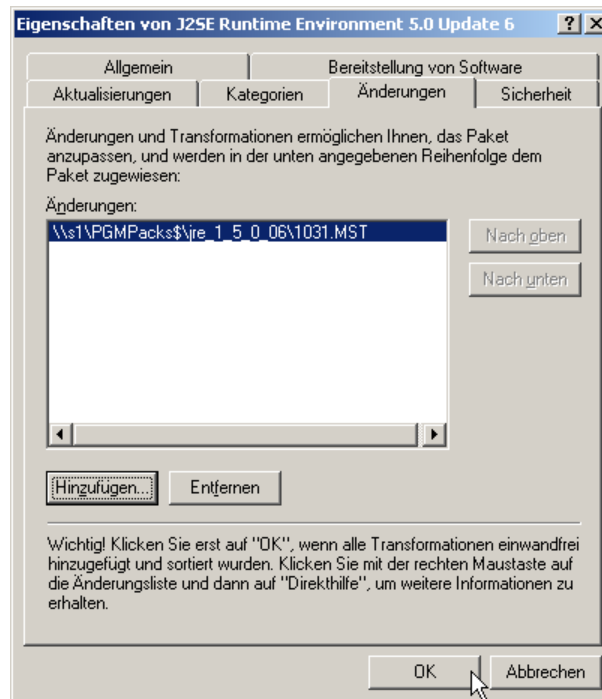 Eigenschaften von J2SE Runtime Environment 5.0 Update 6
Allgemein
Bereitstellung von Software
Aktualisierungen
Kategorien
Änderungen
Sicherheit
Änderungen und Transformationen ermöglichen Ihnen, das Paket
anzupassen, und werden in der unten angegebenen Reihenfolge dem
Paket zugewiesen:
Änderungen:
\\s1\PGMPacks$\jre_1_5_0_06\1031.MST
Nach oben
Nach unten
Hinzufügen...
Entfernen
Wichtig! Klicken Sie erst auf "OK", wenn alle Transformationen einwandfrei
hinzugefügt und sortiert wurden. Klicken Sie mit der rechten Maustaste auf
die Änderungsliste und dann auf "Direkthilfe", um weitere Informationen zu
erhalten.
OK
Abbrechen